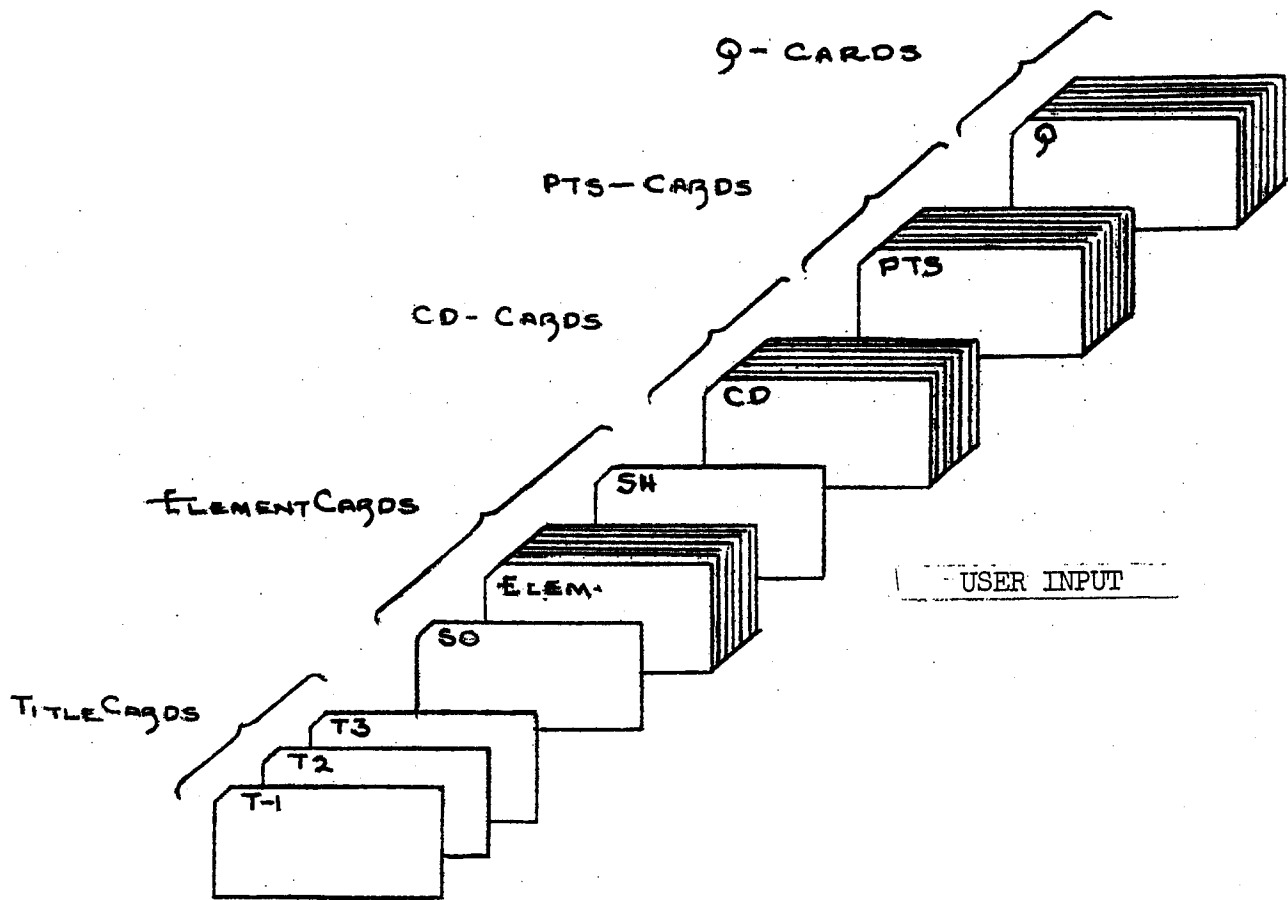 Q-CARDS
Q
PTS-CARDS
PTS
CD-CARDS
CD
SH
ELEMENT CARDS
ELEM.
USER INPUT
SO
TITLE CARDS
T3
T2
T-1